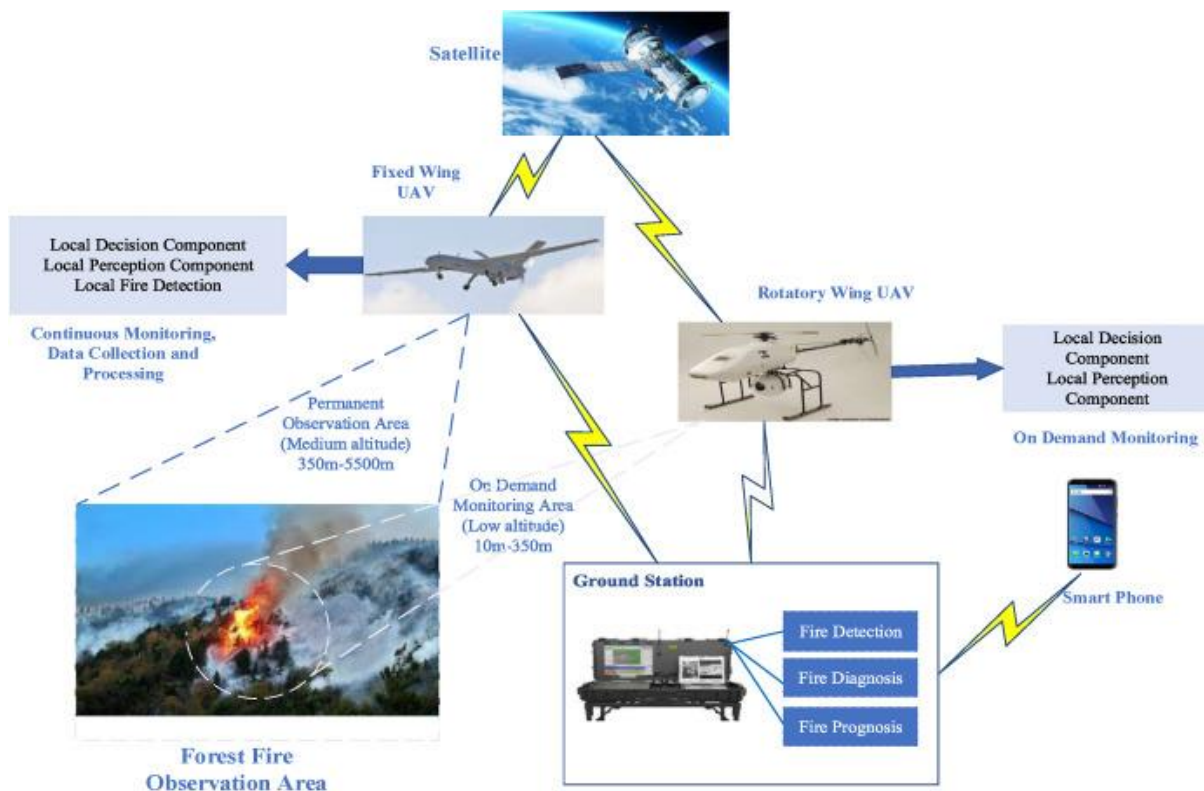 Satellite
Fixed Wing
UAV
Local Decision Component
Local Perception Component
Local Fire Detection
Continuous Monitoring,
Data Collection and
Processing
Rotatory Wing UAV
Local Decision
Component
Local Perception
Component
On Demand Monitoring
Permanent
Observation Area
(Medium altitude)
350m-5500m
On Demand
Monitoring Area
(Low altitude)
10m-350m
Ground Station
Fire Detection
Fire Diagnosis
Fire Prognosis
Smart Phone
Forest Fire
Observation Area